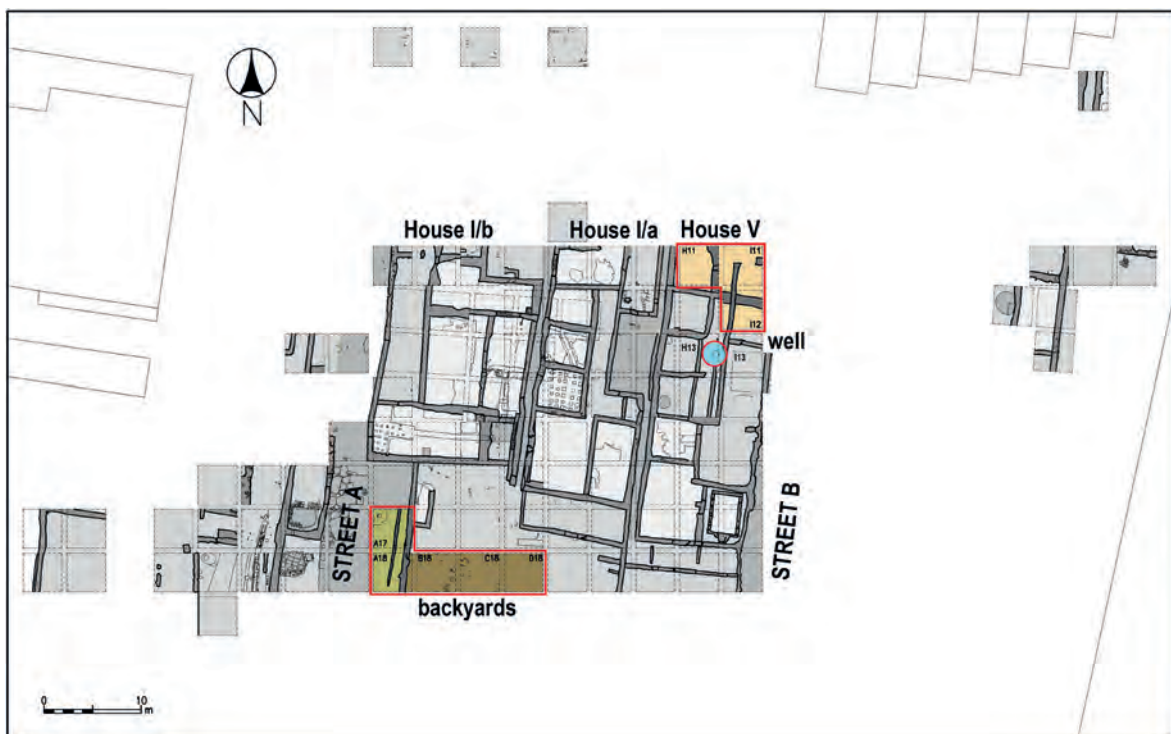 N
House I/b
House I/a
House V
H11
I11
I12
well
H13
I13
STREET A
STREET B
A17
A18
B18
C18
D18
backyards
0
10
m